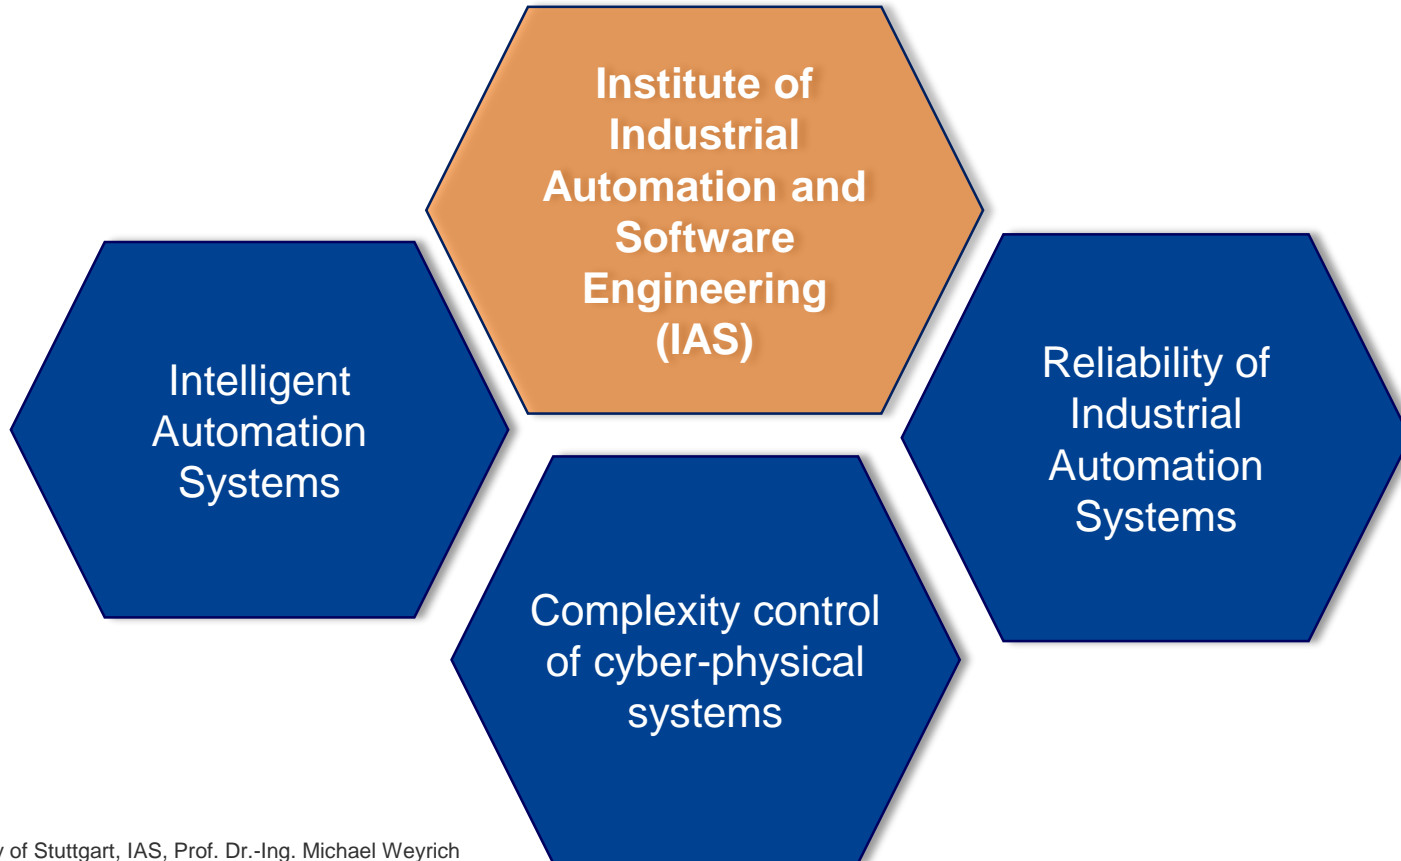 Institute of
Industrial
Automation and
Software
Engineering
(IAS)
Intelligent
Automation
Systems
Reliability of
Industrial
Automation
Systems
Complexity control
of cyber-physical
systems
of Stuttgart, IAS, Prof. Dr.-Ing. Michael Weyrich